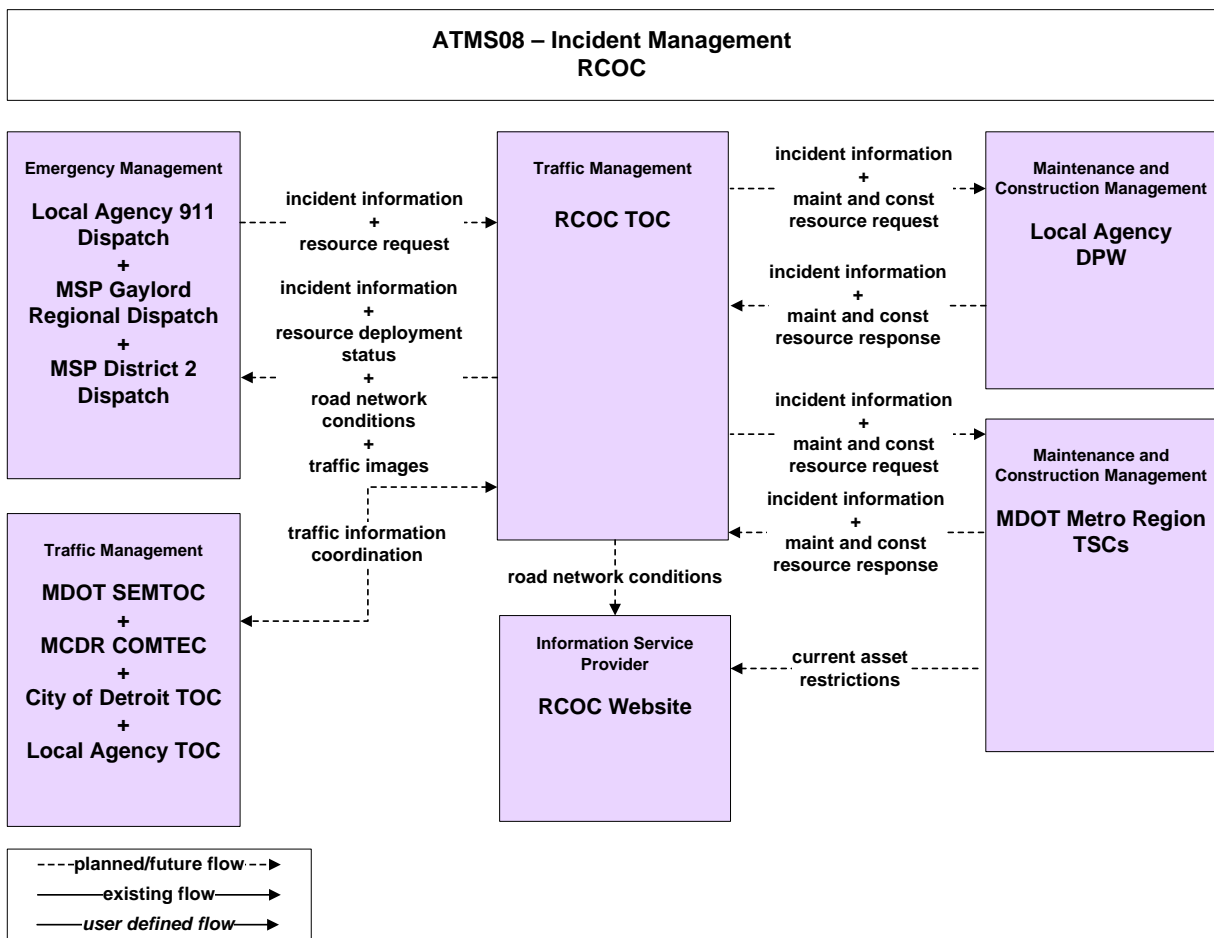 ATMS08 – Incident Management
RCOC
Emergency Management
Local Agency 911
Dispatch
+
MSP Gaylord
Regional Dispatch
+
MSP District 2
Dispatch
incident information
+
resource request
incident information
+
resource deployment
status
+
road network
conditions
+
traffic images
Traffic Management
RCOC TOC
incident information
+
maint and const
resource request
incident information
+
maint and const
resource response
Maintenance and
Construction Management
Local Agency
DPW
incident information
+
maint and const
resource request
incident information
+
maint and const
resource response
Maintenance and
Construction Management
MDOT Metro Region
TSCs
Traffic Management
MDOT SEMTOC
+
MCDR COMTEC
+
City of Detroit TOC
+
Local Agency TOC
traffic information
coordination
road network conditions
Information Service
Provider
RCOC Website
current asset
restrictions
planned/future flow
existing flow
user defined flow